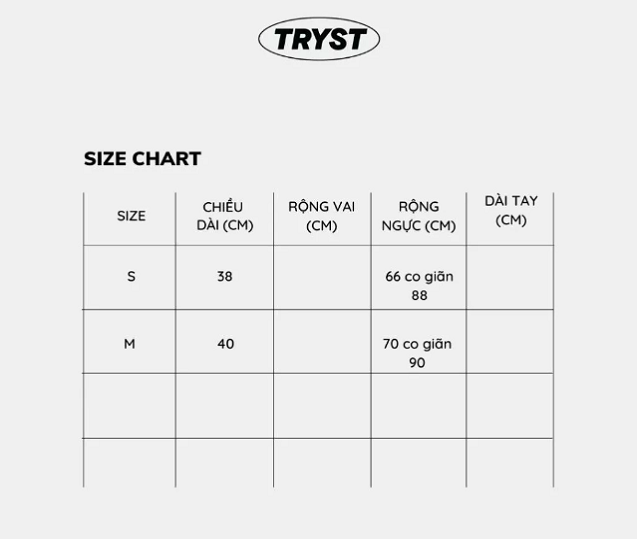 TRYST
SIZE CHART
SIZE
CHIỀU
DÀI (CM)
RỘNG VAI
(CM)
RỘNG
NGỰC (CM)
DÀI TAY
(CM)
S
38
66 co giãn
88
M
40
70 co giãn
90